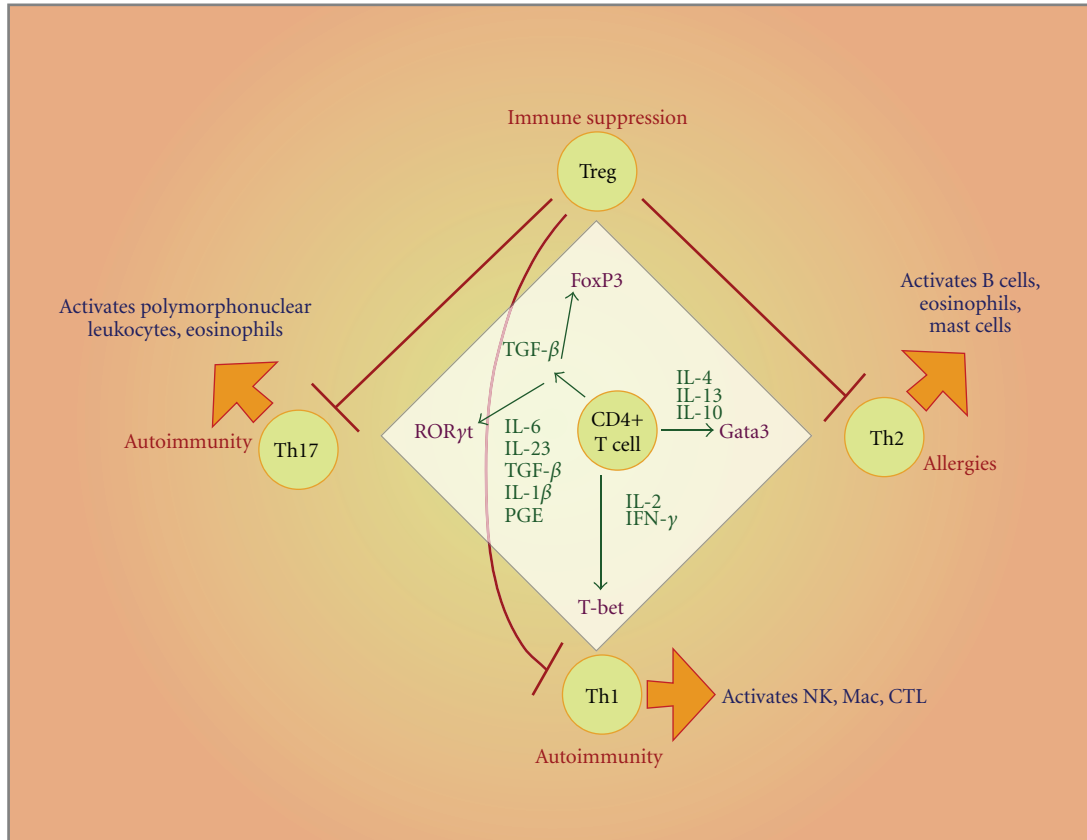 Immune suppression
Treg
FoxP3
Activates polymorphonuclear
leukocytes, eosinophils
Activates B cells,
eosinophils,
mast cells
TGF-β
IL-4
IL-13
IL-10
CD4+
T cell
Gata3
RORγt
IL-6
IL-23
TGF-β
IL-1β
PGE
Autoimmunity
Th17
Th2
Allergies
IL-2
IFN-γ
T-bet
Th1
Activates NK, Mac, CTL
Autoimmunity